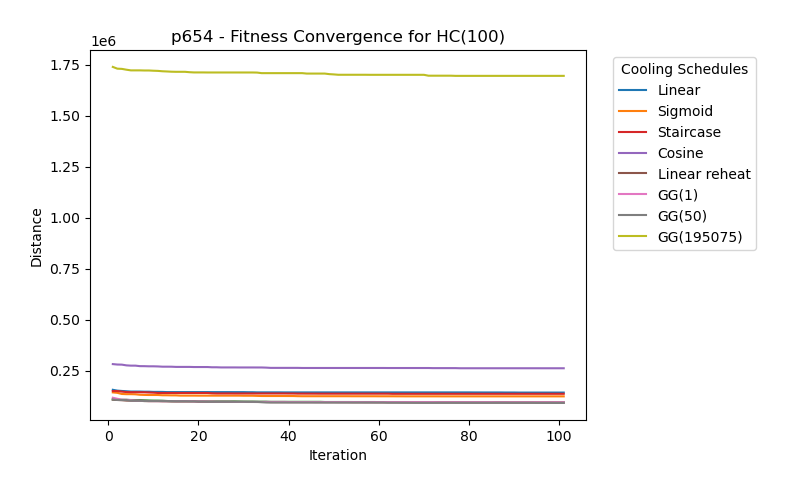 p654 - Fitness Convergence for HC(100)
1e6
1.75
1.50
1.25
1.00
0.75
0.50
0.25
Distance
0 20 40 60 80 100
Iteration
Cooling Schedules
Linear
Sigmoid
Staircase
Cosine
Linear reheat
GG(1)
GG(50)
GG(195075)